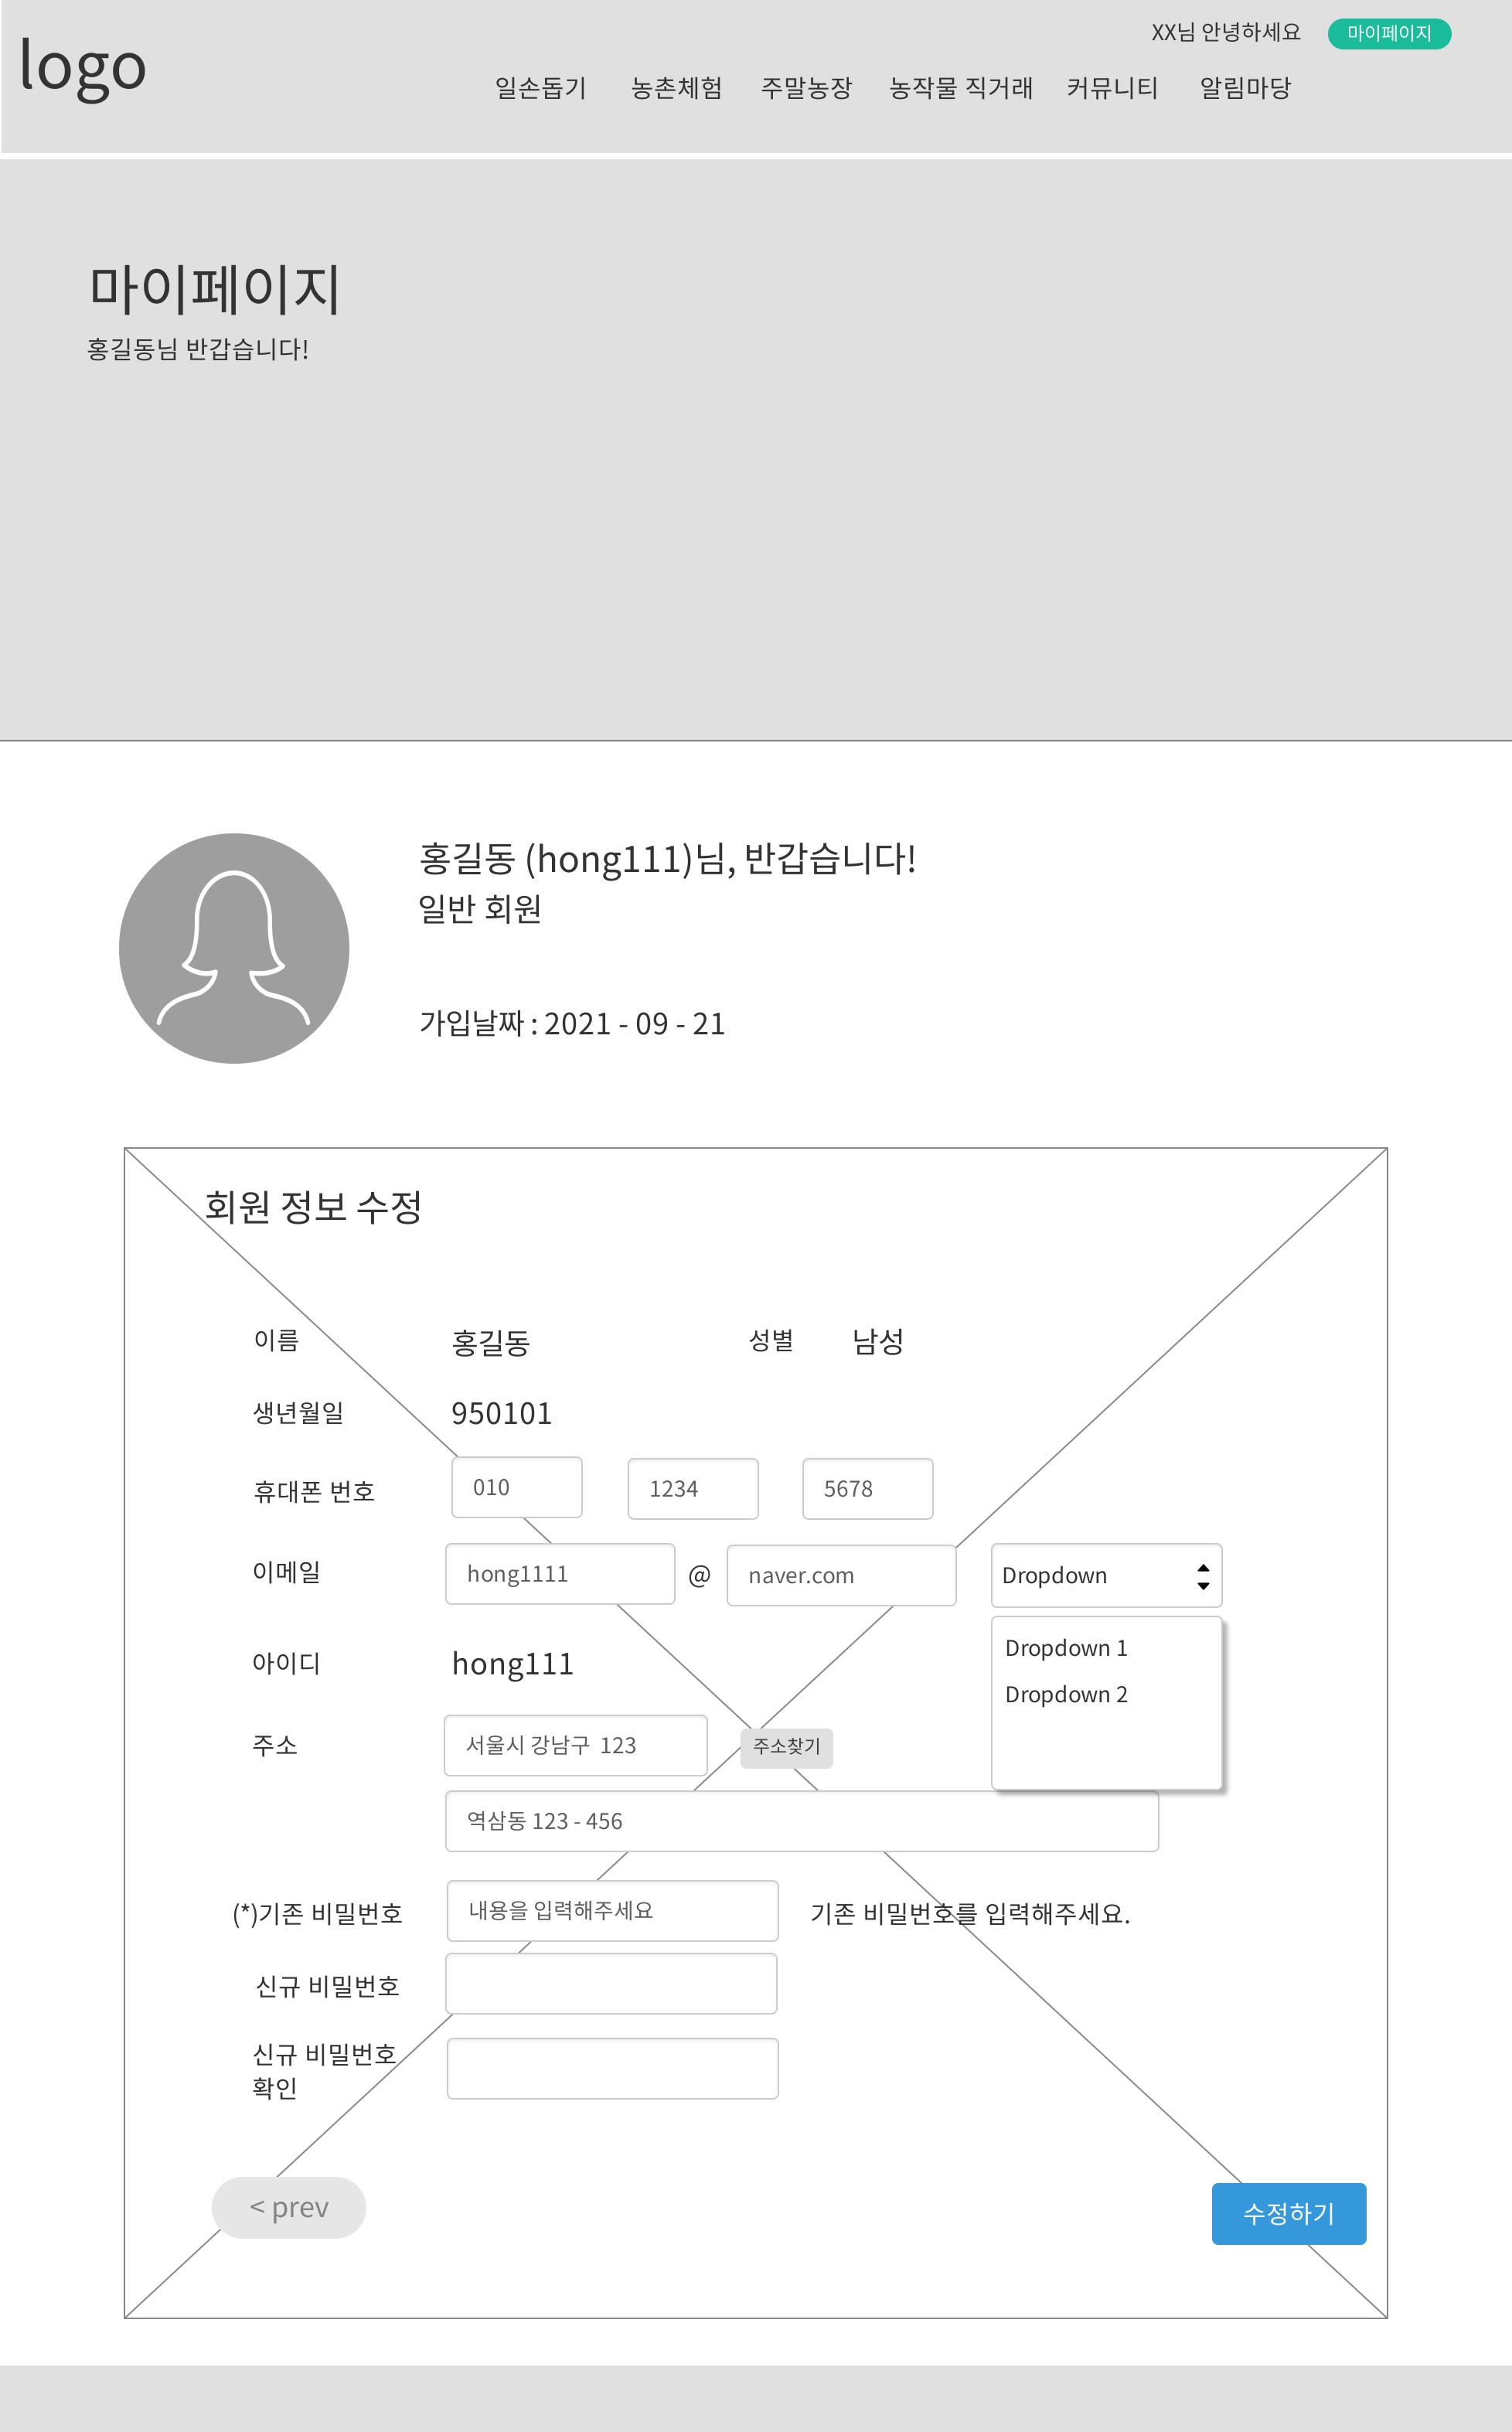 logo
XX님 안녕하세요 마이페이지
일손돕기 농촌체험 주말농장 농작물 직거래 커뮤니티 알림마당
마이페이지
홍길동님 반갑습니다!
홍길동 (hong111)님, 반갑습니다!
일반 회원
가입날짜 : 2021 - 09 - 21
회원 정보 수정
이름 홍길동 성별 남성
생년월일 950101
휴대폰 번호 010 1234 5678
이메일 hong1111 @ naver.com Dropdown
Dropdown 1
Dropdown 2
아이디 hong111
주소 서울시 강남구 123 주소찾기
역삼동 123 - 456
(*)기존 비밀번호 내용을 입력해주세요 기존 비밀번호를 입력해주세요.
신규 비밀번호
신규 비밀번호
확인
< prev 수정하기